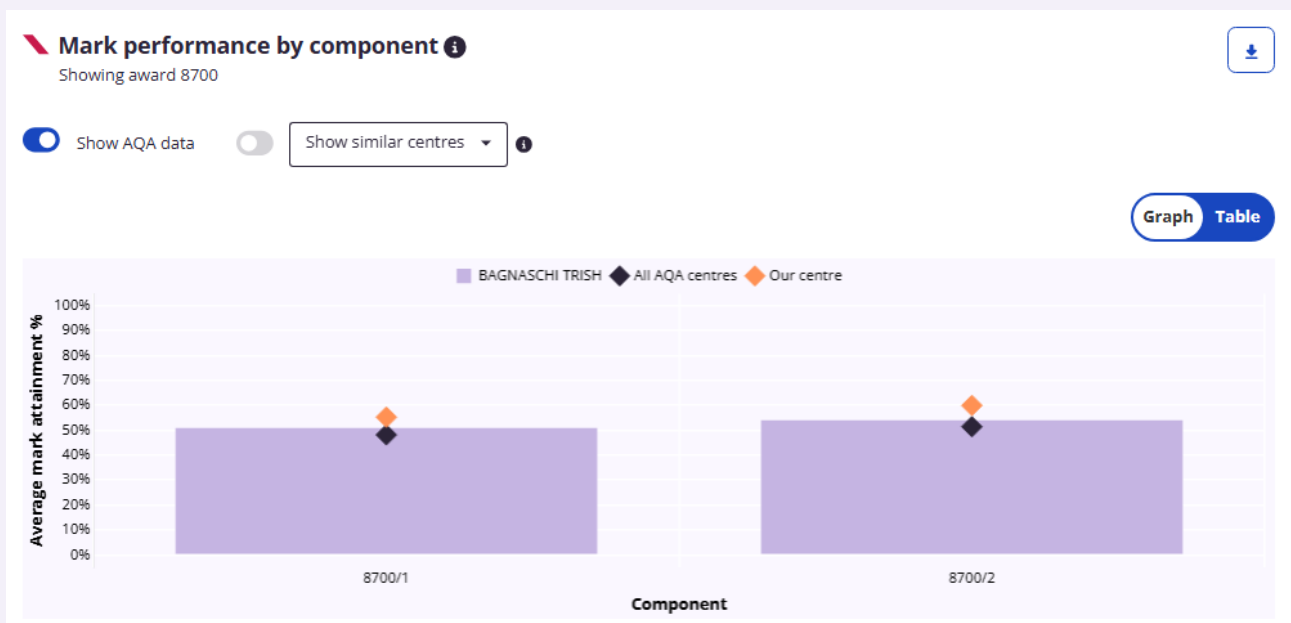 Mark performance by component
Showing award 8700
Show AQA data
Show similar centres
Graph Table
BAGNASCHI TRISH All AQA centres Our centre
Average mark attainment %
100%
90%
80%
70%
60%
50%
40%
30%
20%
10%
0%
8700/1 8700/2
Component